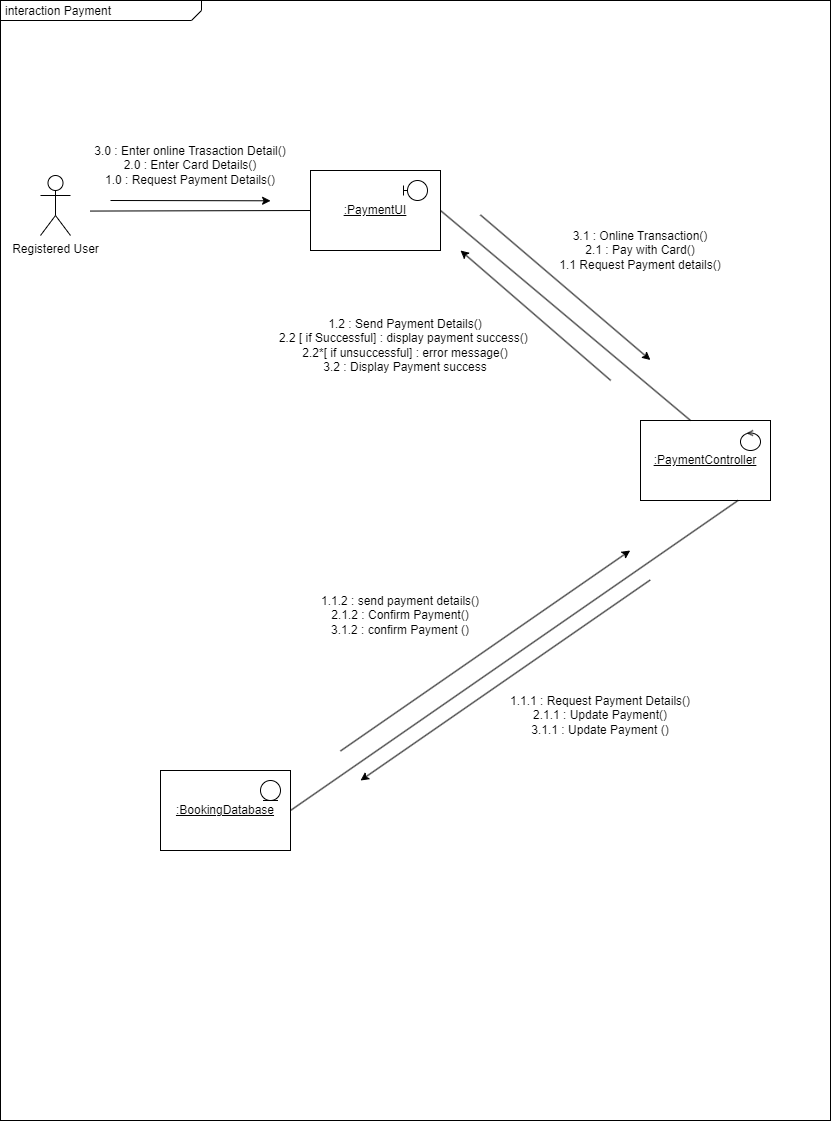 interaction Payment
3.0 : Enter online Trasaction Detail()
2.0 : Enter Card Details()
1.0 : Request Payment Details()
:PaymentUI
Registered User
3.1 : Online Transaction()
2.1 : Pay with Card()
1.1 Request Payment details()
1.2 : Send Payment Details()
2.2 [ if Successful] : display payment success()
2.2*[ if unsuccessful] : error message()
3.2 : Display Payment success
:PaymentController
1.1.2 : send payment details()
2.1.2 : Confirm Payment()
3.1.2 : confirm Payment ()
1.1.1 : Request Payment Details()
2.1.1 : Update Payment()
3.1.1 : Update Payment ()
:BookingDatabase